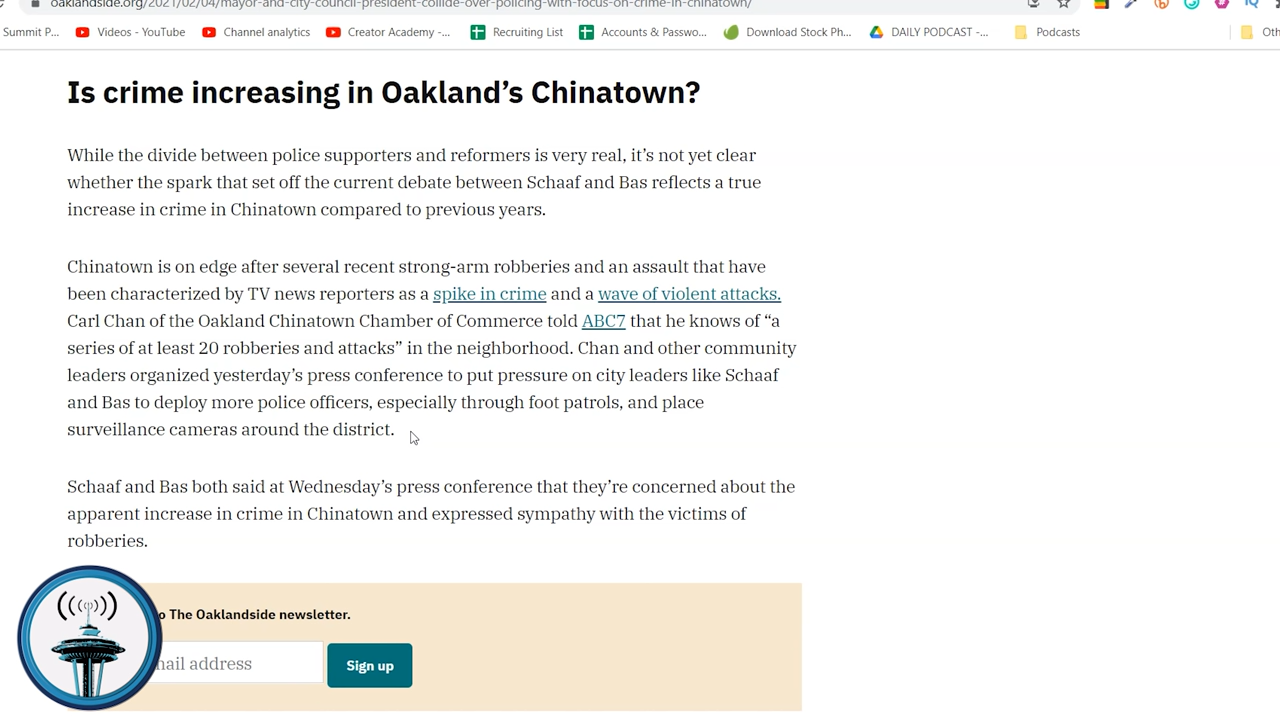 oaklandside.org/2021/02/04/mayor-and-city-council-president-collide-over-policing-with-focus-on-crime-in-chinatown/
Summit P... Videos - YouTube Channel analytics Creator Academy -... Recruiting List Accounts & Passwo... Download Stock Ph... DAILY PODCAST -... Podcasts
Is crime increasing in Oakland’s Chinatown?
While the divide between police supporters and reformers is very real, it’s not yet clear
whether the spark that set off the current debate between Schaaf and Bas reflects a true
increase in crime in Chinatown compared to previous years.
Chinatown is on edge after several recent strong-arm robberies and an assault that have
been characterized by TV news reporters as a spike in crime and a wave of violent attacks.
Carl Chan of the Oakland Chinatown Chamber of Commerce told ABC7 that he knows of “a
series of at least 20 robberies and attacks” in the neighborhood. Chan and other community
leaders organized yesterday’s press conference to put pressure on city leaders like Schaaf
and Bas to deploy more police officers, especially through foot patrols, and place
surveillance cameras around the district.
Schaaf and Bas both said at Wednesday’s press conference that they’re concerned about the
apparent increase in crime in Chinatown and expressed sympathy with the victims of
robberies.
The Oaklandside newsletter.
address
Sign up